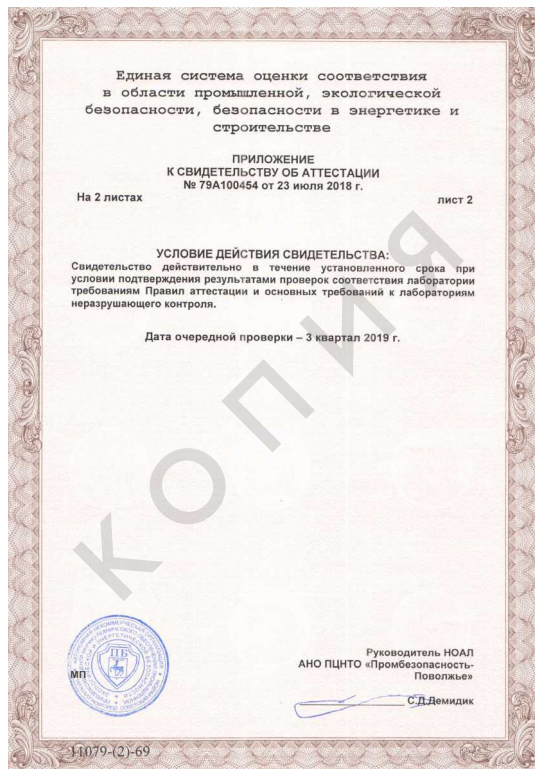 Единая система оценки соответствия
в области промышленной, экологической
безопасности, безопасности в энергетике и
строительстве
ПРИЛОЖЕНИЕ
К СВИДЕТЕЛЬСТВУ ОБ АТТЕСТАЦИИ
№ 79А100454 от 23 июля 2018 г.
На 2 листах лист 2
УСЛОВИЕ ДЕЙСТВИЯ СВИДЕТЕЛЬСТВА:
Свидетельство действительно в течение установленного срока при
условии подтверждения результатами проверок соответствия лаборатории
требованиям Правил аттестации и основных требований к лабораториям
неразрушающего контроля.
Дата очередной проверки – 3 квартал 2019 г.
КОПИЯ
ПБ
МП
Руководитель НОАЛ
АНО ПЦНТО «Промбезопасность-
Поволжье»
С.Д.Демидик
11079-(2)-69